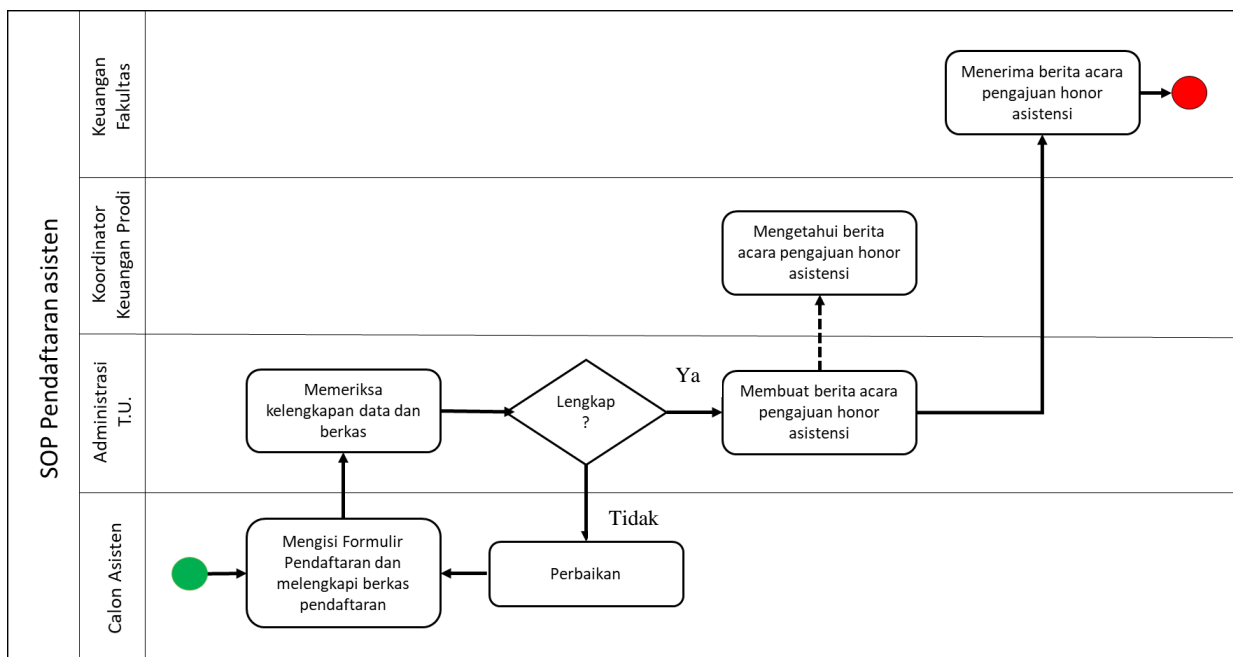 SOP Pendaftaran asisten
Keuangan
Fakultas
Menerima berita acara
pengajuan honor
asistensi
Koordinator
Keuangan Prodi
Mengetahui berita
acara pengajuan honor
asistensi
Administrasi
T.U.
Memeriksa
kelengkapan data dan
berkas
Lengkap
?
Ya
Membuat berita acara
pengajuan honor
asistensi
Tidak
Calon Asisten
Mengisi Formulir
Pendaftaran dan
melengkapi berkas
pendaftaran
Perbaikan